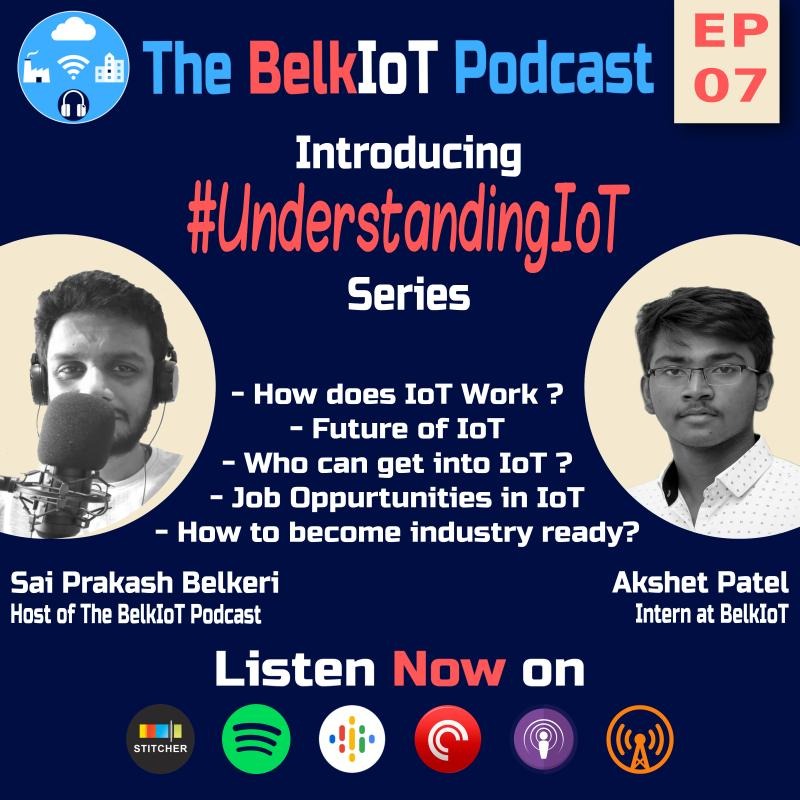 The BelkIoT Podcast
EP
07
Introducing
#UnderstandingIoT
Series
- How does IoT Work ?
- Future of IoT
- Who can get into IoT ?
- Job Oppurtunities in IoT
- How to become industry ready?
Sai Prakash Belkeri
Host of The BelkIoT Podcast
Akshet Patel
Intern at BelkIoT
Listen Now on
STITCHER